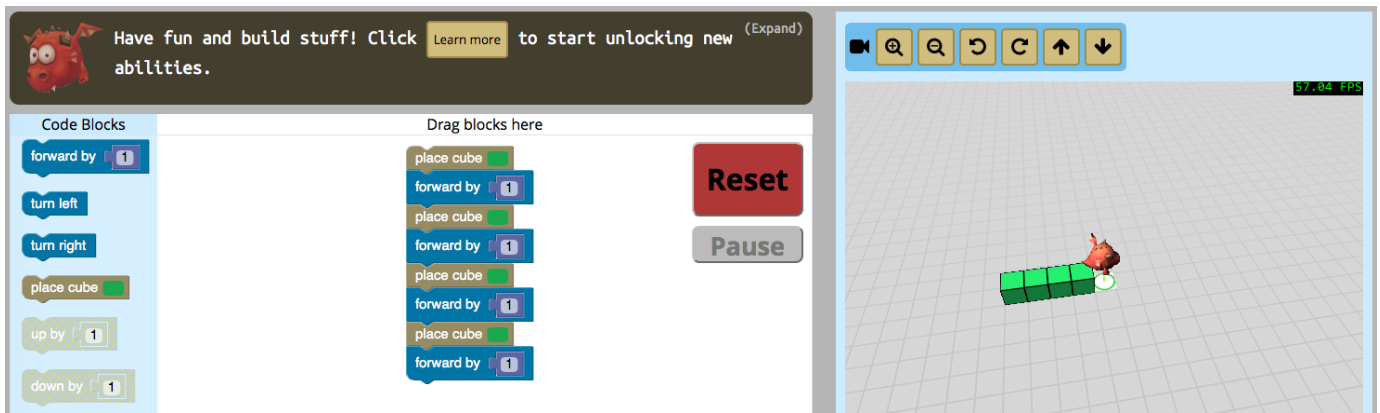 Have fun and build stuff! Click Learn more to start unlocking new (Expand)
abilities.
Code Blocks
Drag blocks here
forward by 1
turn left
turn right
place cube
up by 1
down by 1
place cube
forward by 1
place cube
forward by 1
place cube
forward by 1
place cube
forward by 1
Reset
Pause
57.04 FPS